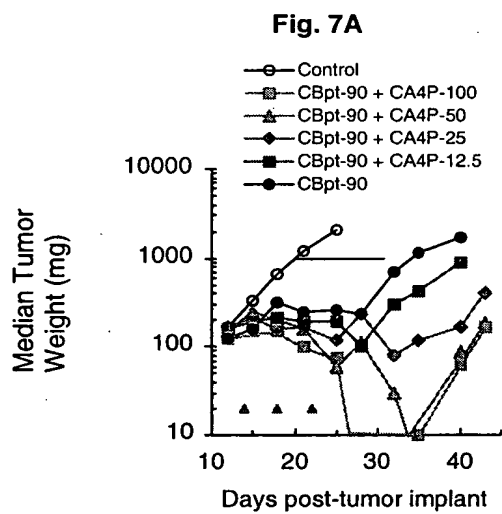 Fig. 7A
Control
CBpt-90 + CA4P-100
CBpt-90 + CA4P-50
CBpt-90 + CA4P-25
CBpt-90 + CA4P-12.5
CBpt-90
10000
1000
100
10
Median Tumor
Weight (mg)
10 20 30 40
Days post-tumor implant